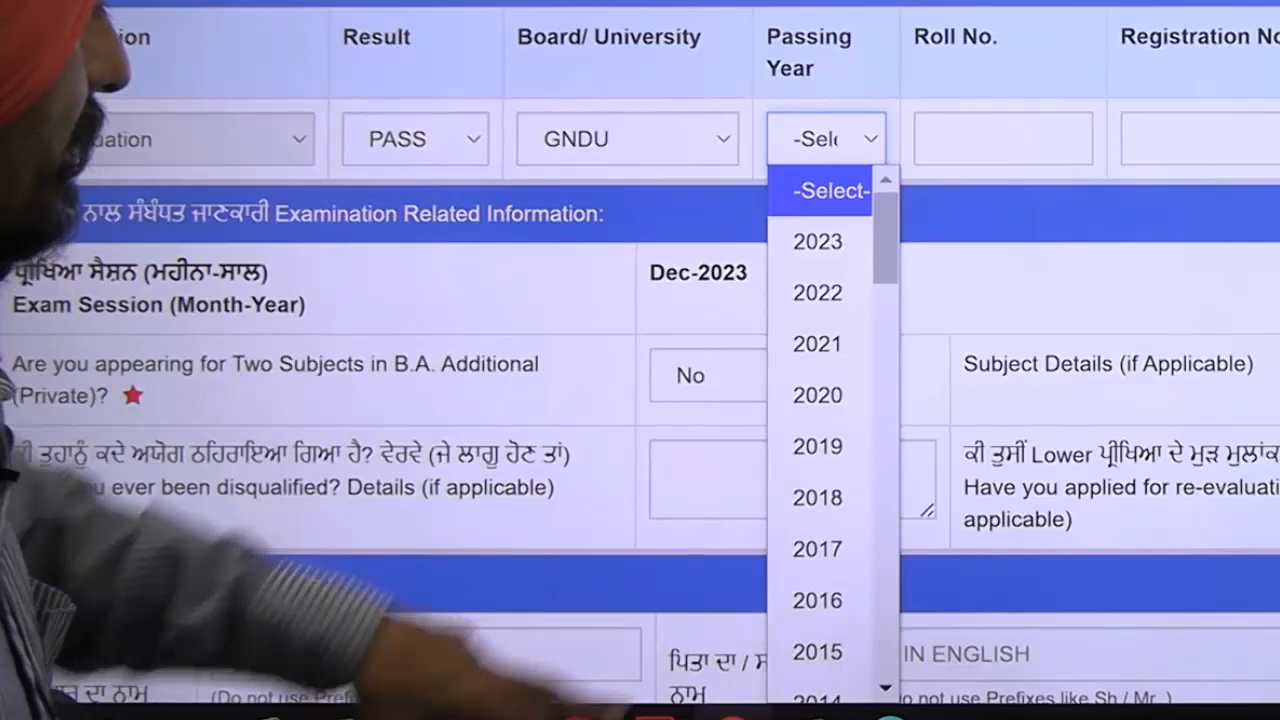 Result
Board/ University
Passing
Year
Roll No.
Registration
PASS
GNDU
-Select-
2023
2022
2021
2020
2019
2018
2017
2016
2015
2014
ਨਾਲ ਸੰਬੰਧਤ ਜਾਣਕਾਰੀ Examination Related Information:
ਪ੍ਰੀਖਿਆ ਸੈਸ਼ਨ (ਮਹੀਨਾ-ਸਾਲ)
Exam Session (Month-Year)
Dec-2023
Are you appearing for Two Subjects in B.A. Additional
(Private)?
No
Subject Details (if Applicable)
ਤੁਹਾਨੂੰ ਕਦੇ ਅਯੋਗ ਠਹਿਰਾਇਆ ਗਿਆ ਹੈ? ਵੇਰਵੇ (ਜੇ ਲਾਗੂ ਹੋਣ ਤਾਂ)
ever been disqualified? Details (if applicable)
ਕੀ ਤੁਸੀਂ Lower ਪ੍ਰੀਖਿਆ ਦੇ ਮੁੜ
Have you applied for
applicable)
ਪਿਤਾ ਦਾ /
ਨਾਮ
IN ENGLISH
ਦਾ ਨਾਮ
(Do not use
not use Prefixes like Sh / Mr )